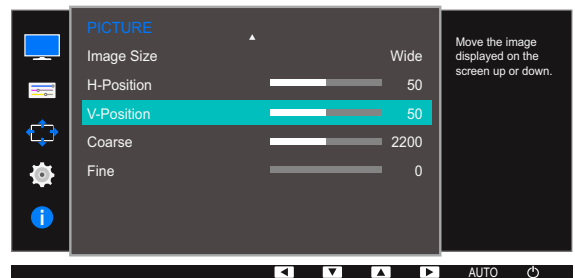 PICTURE
Image Size Wide
H-Position 50
V-Position 50
Coarse 2200
Fine 0
Move the image
displayed on the
screen up or down.
AUTO